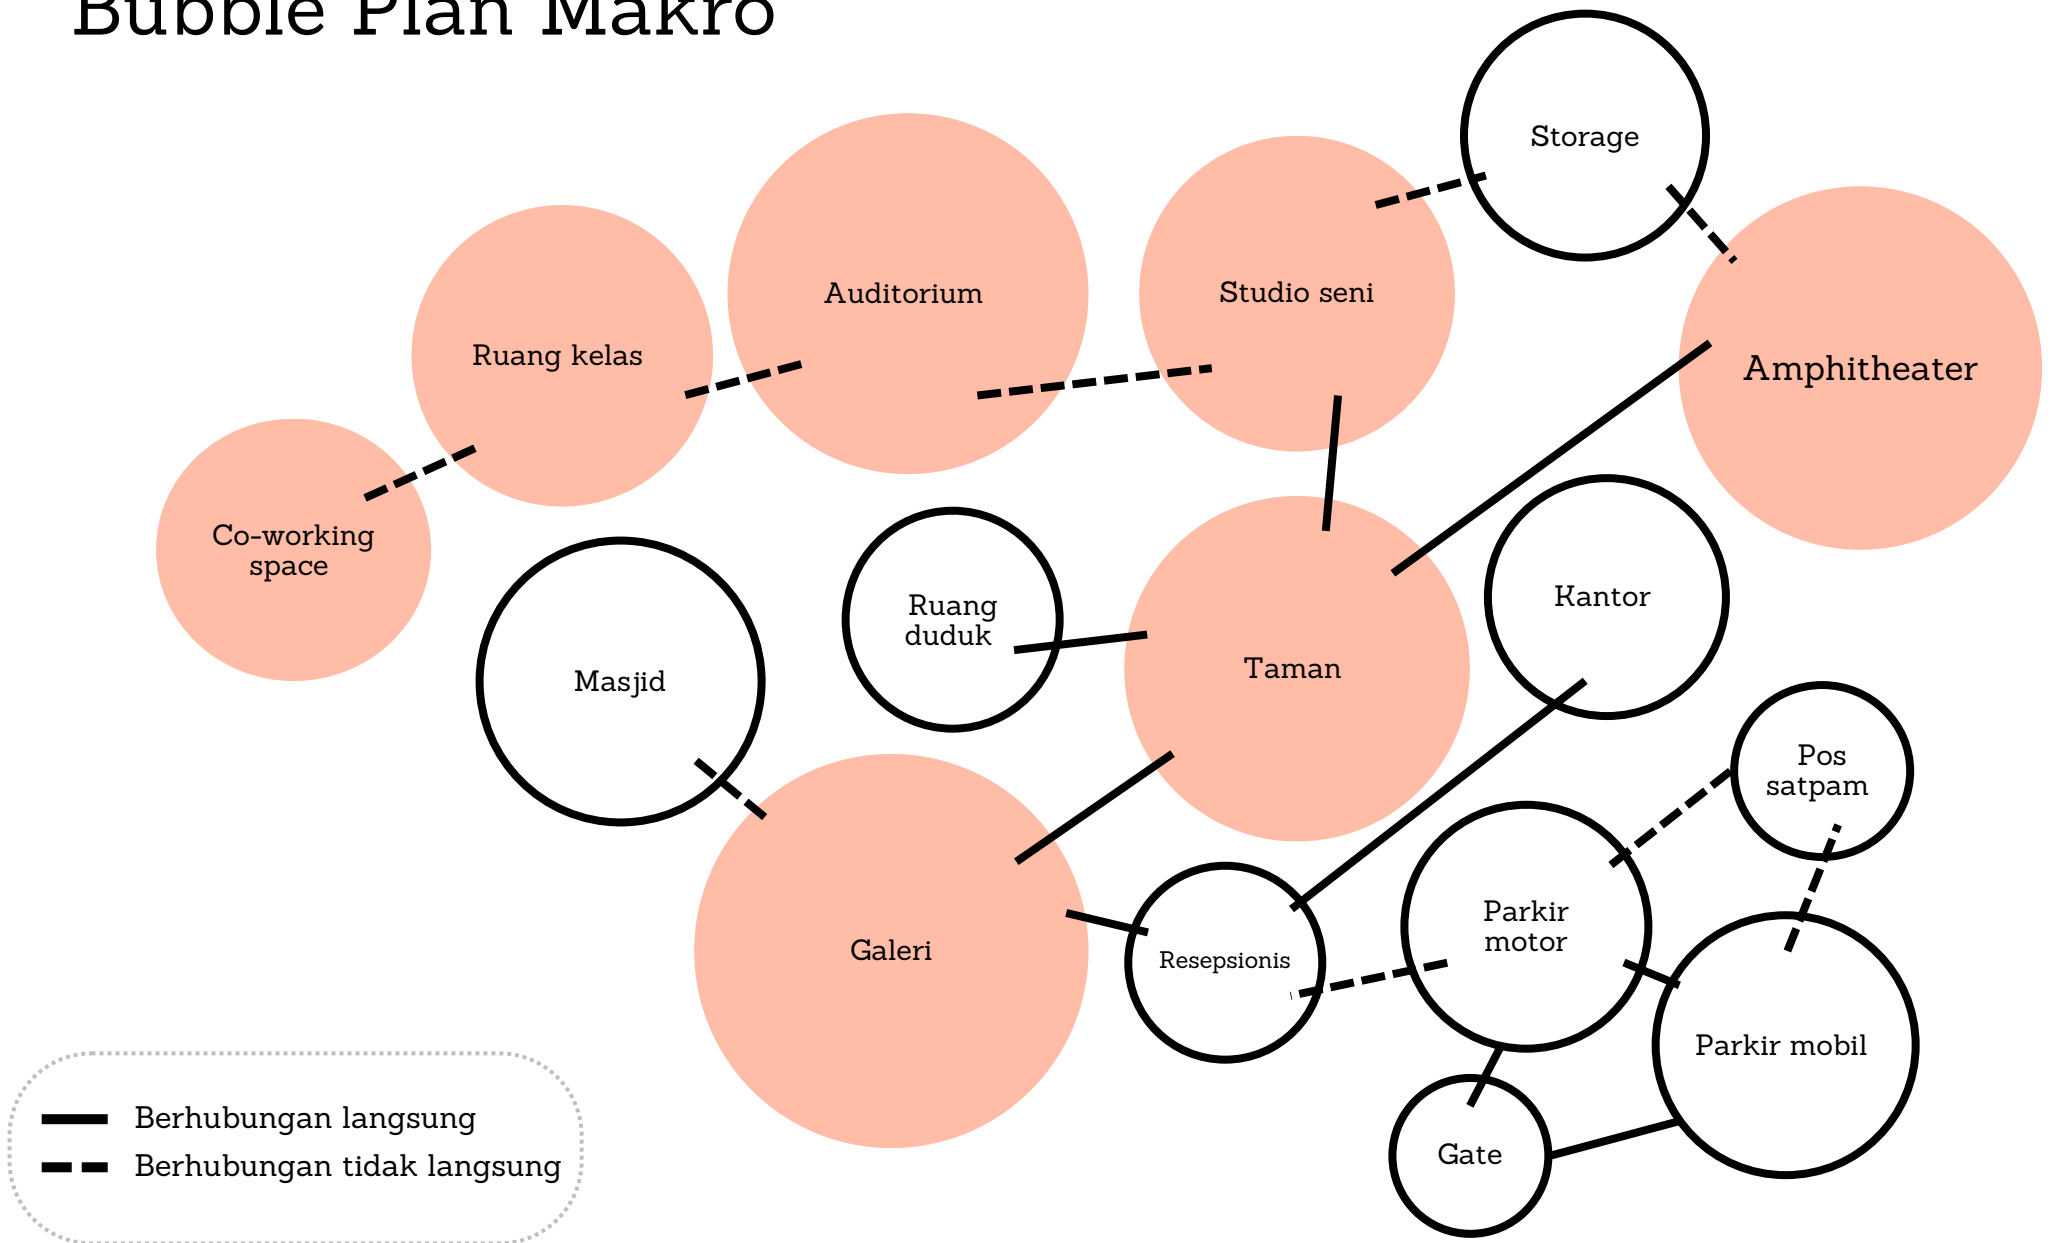 Bubble Plan Makro
Storage
Auditorium
Studio seni
Ruang kelas
Amphitheater
Co-working
space
Ruang
duduk
Kantor
Masjid
Taman
Pos
satpam
Parkir
motor
Galeri
Resepsionis
Parkir mobil
Gate
Berhubungan langsung
Berhubungan tidak langsung